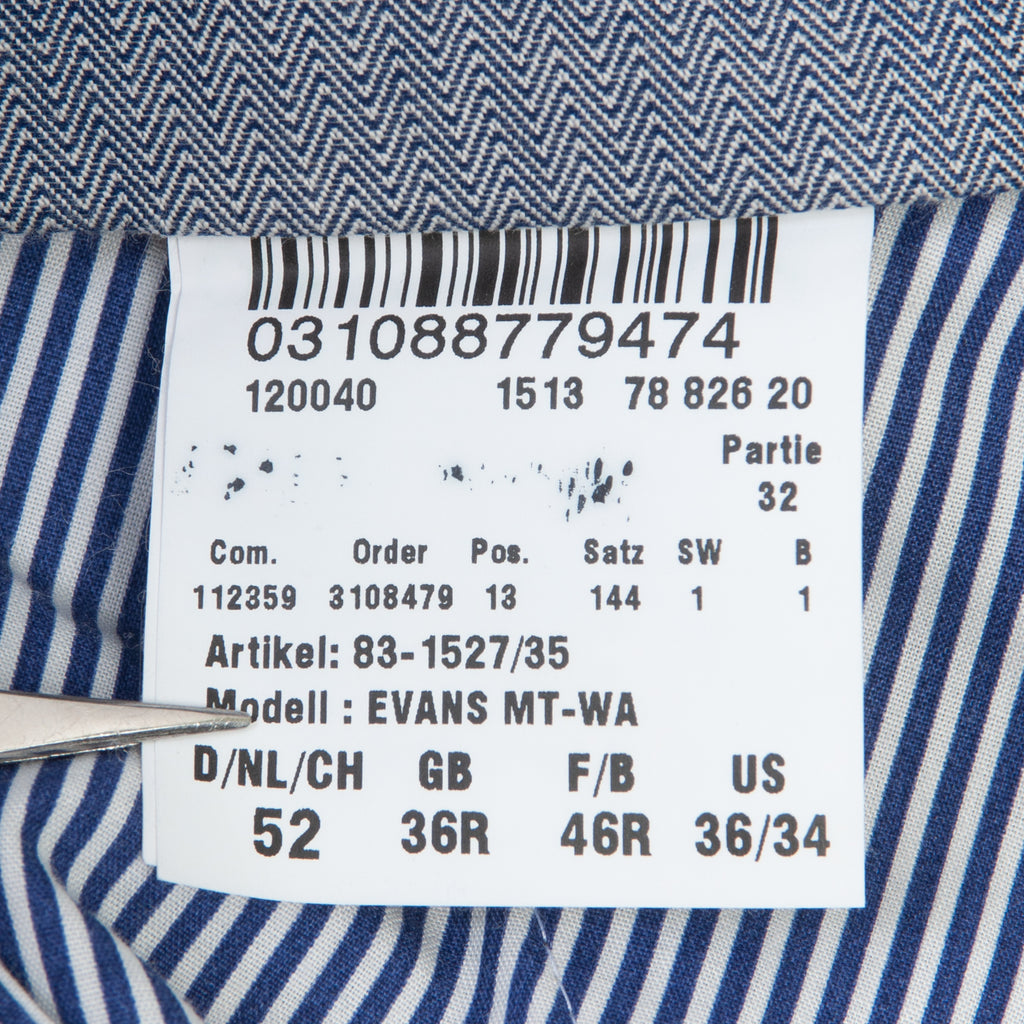 031088779474
120040 1513 78 826 20
Partie
32
Com. Order Pos. Satz SW B
112359 3108479 13 144 1 1
Artikel: 83-1527/35
Modell : EVANS MT-WA
D/NL/CH GB F/B US
52 36R 46R 36/34